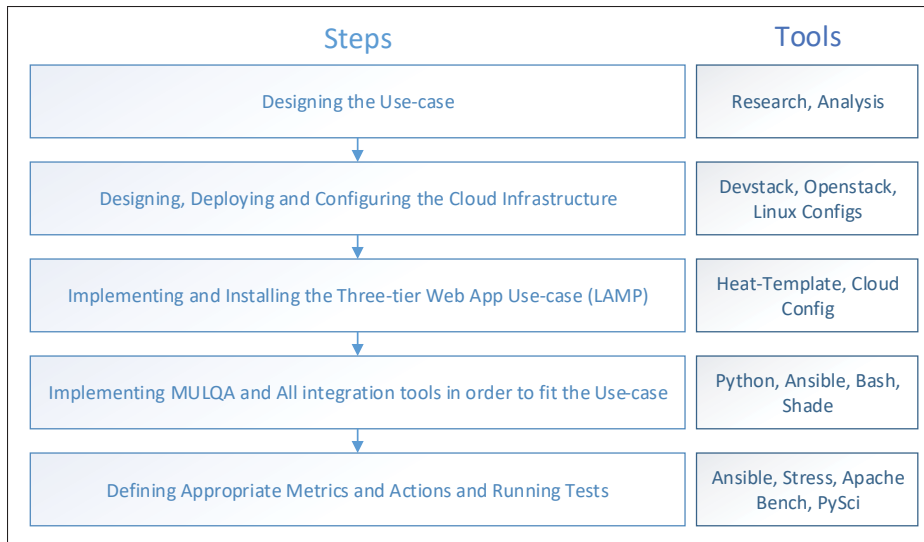 Steps
Tools
Designing the Use-case
Research, Analysis
Designing, Deploying and Configuring the Cloud Infrastructure
Devstack, Openstack,
Linux Configs
Implementing and Installing the Three-tier Web App Use-case (LAMP)
Heat-Template, Cloud
Config
Implementing MULQA and All integration tools in order to fit the Use-case
Python, Ansible, Bash,
Shade
Defining Appropriate Metrics and Actions and Running Tests
Ansible, Stress, Apache
Bench, PySci